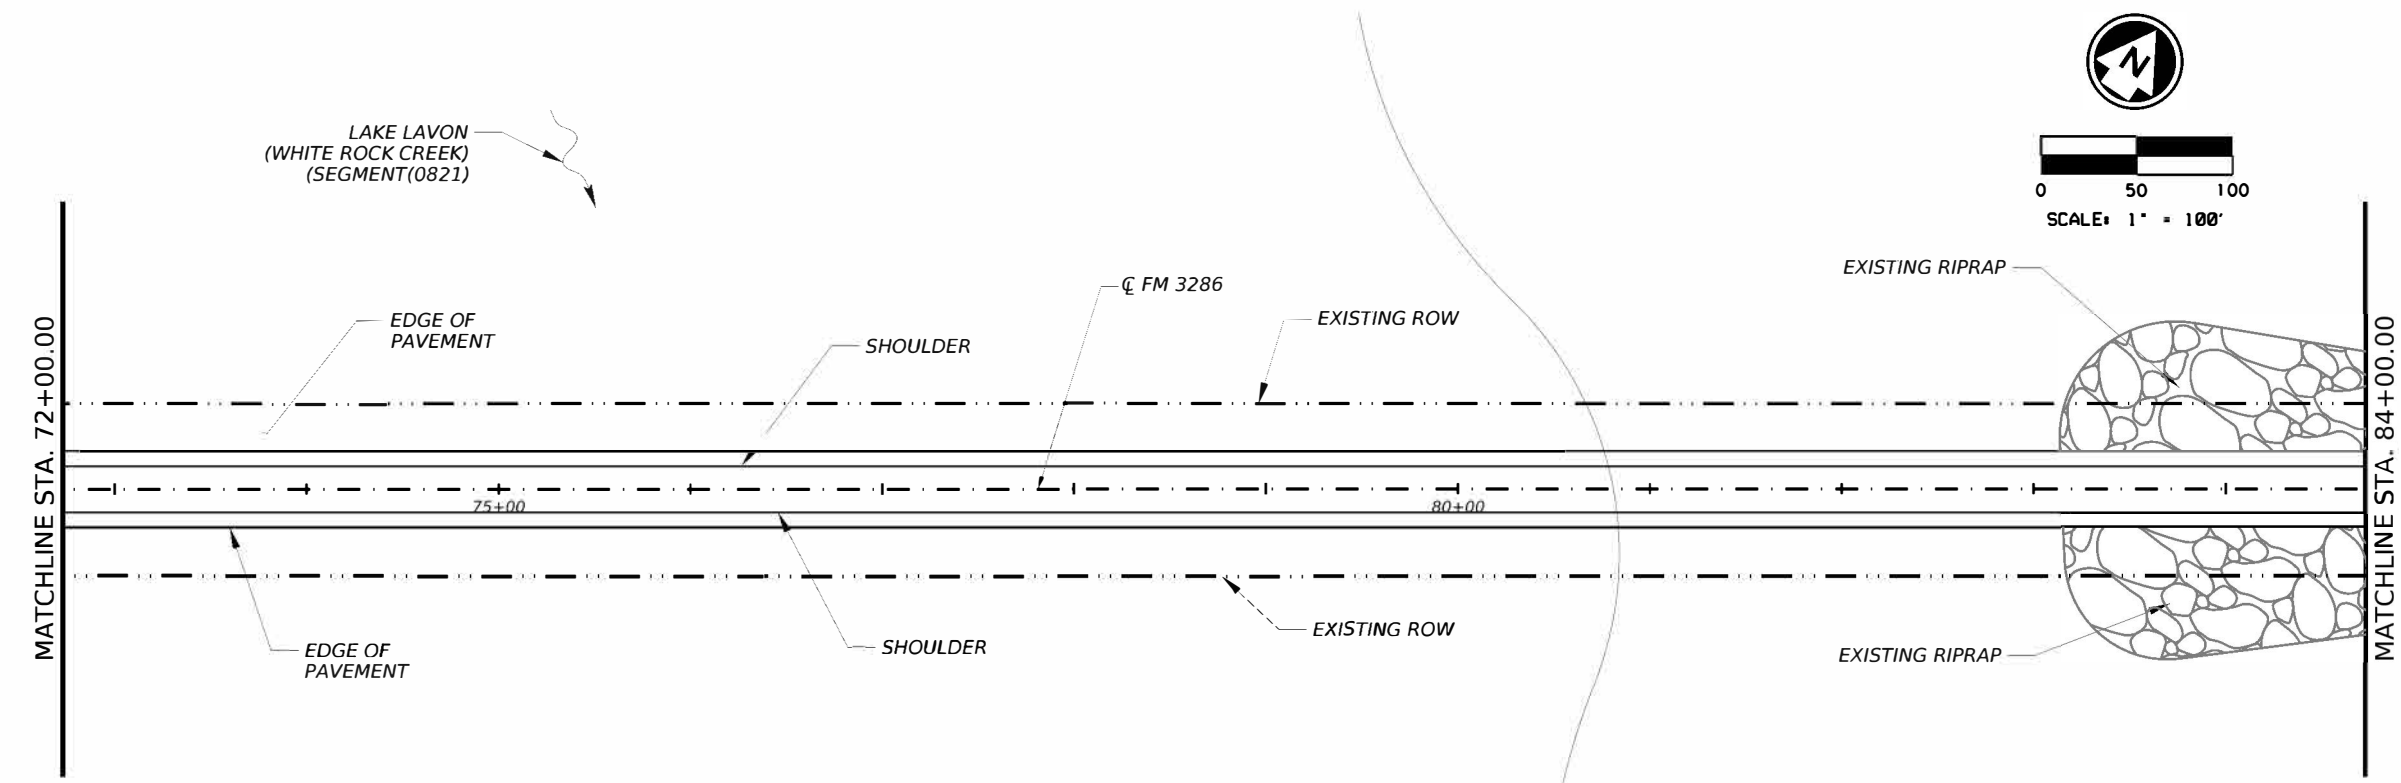 N
0 50 100
SCALE: 1" = 100'
LAKE LAVON
(WHITE ROCK CREEK)
(SEGMENT(0821)
EXISTING RIPRAP
℄ FM 3286
EDGE OF
PAVEMENT
EXISTING ROW
SHOULDER
MATCHLINE STA. 72+00.00
MATCHLINE STA. 84+00.00
75+00
80+00
EXISTING ROW
SHOULDER
EDGE OF
PAVEMENT
EXISTING RIPRAP